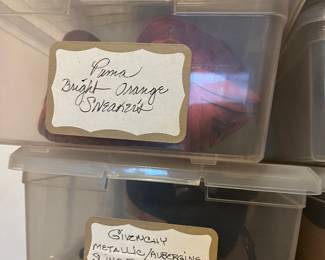 Puma
Bright Orange
Sneakers
GIVENCHY
METALLIC/AUBERGINE